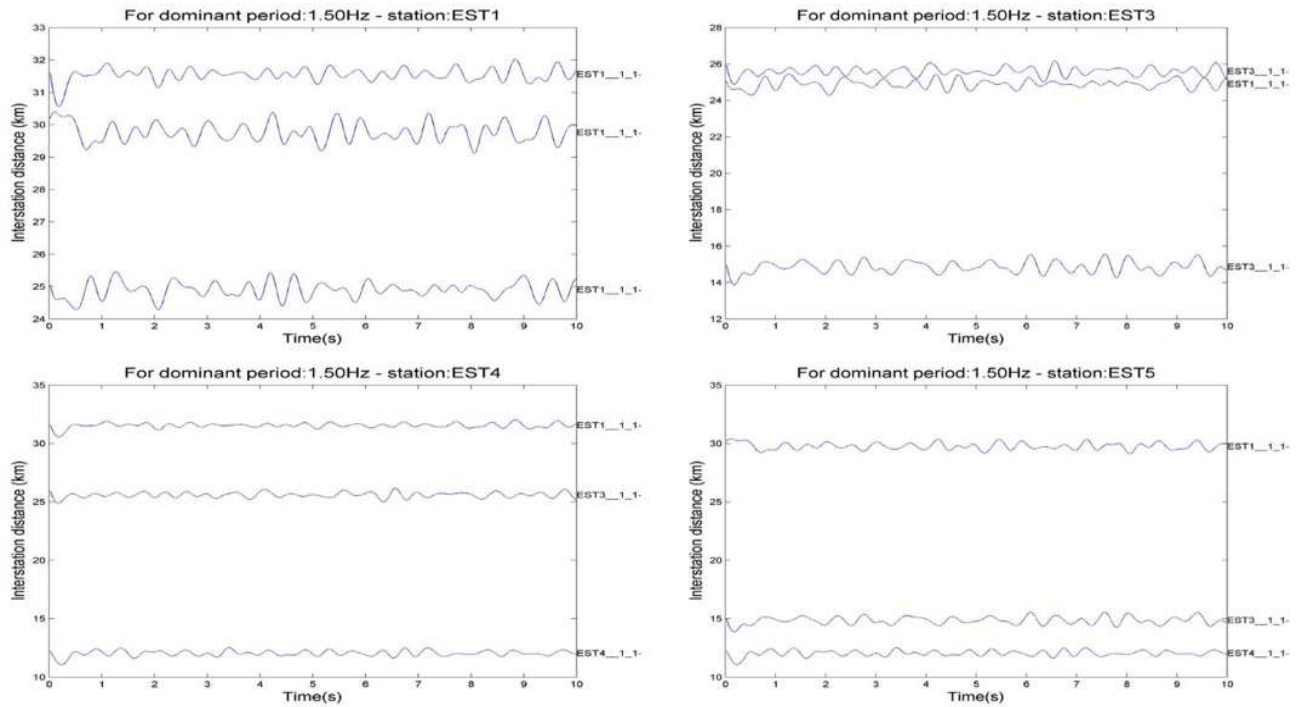 For dominant period:1.50Hz - station:EST1
Interstation distance (km)
33
32
31
30
29
28
27
26
25
24
0 1 2 3 4 5 6 7 8 9 10
Time(s)
EST1__1_1-
EST1__1_1-
EST1__1_1-
For dominant period:1.50Hz - station:EST3
Interstation distance (km)
28
26
24
22
20
18
16
14
12
0 1 2 3 4 5 6 7 8 9 10
Time(s)
EST3__1_1-
EST1__1_1-
EST3__1_1-
For dominant period:1.50Hz - station:EST4
Interstation distance (km)
35
30
25
20
15
10
0 1 2 3 4 5 6 7 8 9 10
Time(s)
EST1__1_1-
EST3__1_1-
EST4__1_1-
For dominant period:1.50Hz - station:EST5
Interstation distance (km)
35
30
25
20
15
10
0 1 2 3 4 5 6 7 8 9 10
Time(s)
EST1__1_1-
EST3__1_1-
EST4__1_1-